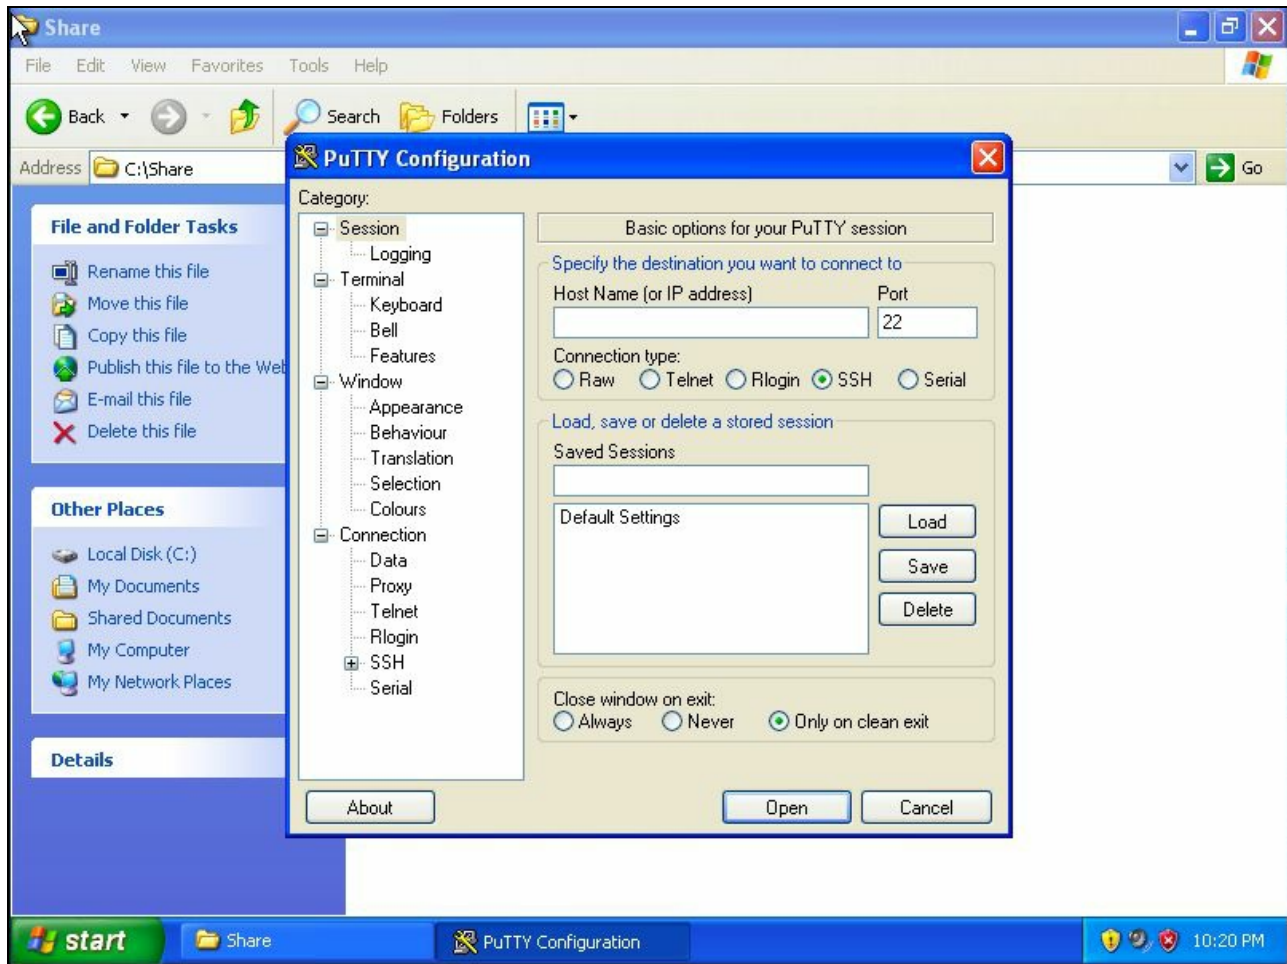 Share
File Edit View Favorites Tools Help
Back Search Folders
Address C:\Share Go
File and Folder Tasks
Rename this file
Move this file
Copy this file
Publish this file to the Web
E-mail this file
Delete this file
Other Places
Local Disk (C:)
My Documents
Shared Documents
My Computer
My Network Places
Details
PuTTY Configuration
Category:
Session
Logging
Terminal
Keyboard
Bell
Features
Window
Appearance
Behaviour
Translation
Selection
Colours
Connection
Data
Proxy
Telnet
Rlogin
SSH
Serial
Basic options for your PuTTY session
Specify the destination you want to connect to
Host Name (or IP address) Port
22
Connection type:
Raw Telnet Rlogin SSH Serial
Load, save or delete a stored session
Saved Sessions
Default Settings
Load
Save
Delete
Close window on exit:
Always Never Only on clean exit
About Open Cancel
start Share PuTTY Configuration 10:20 PM